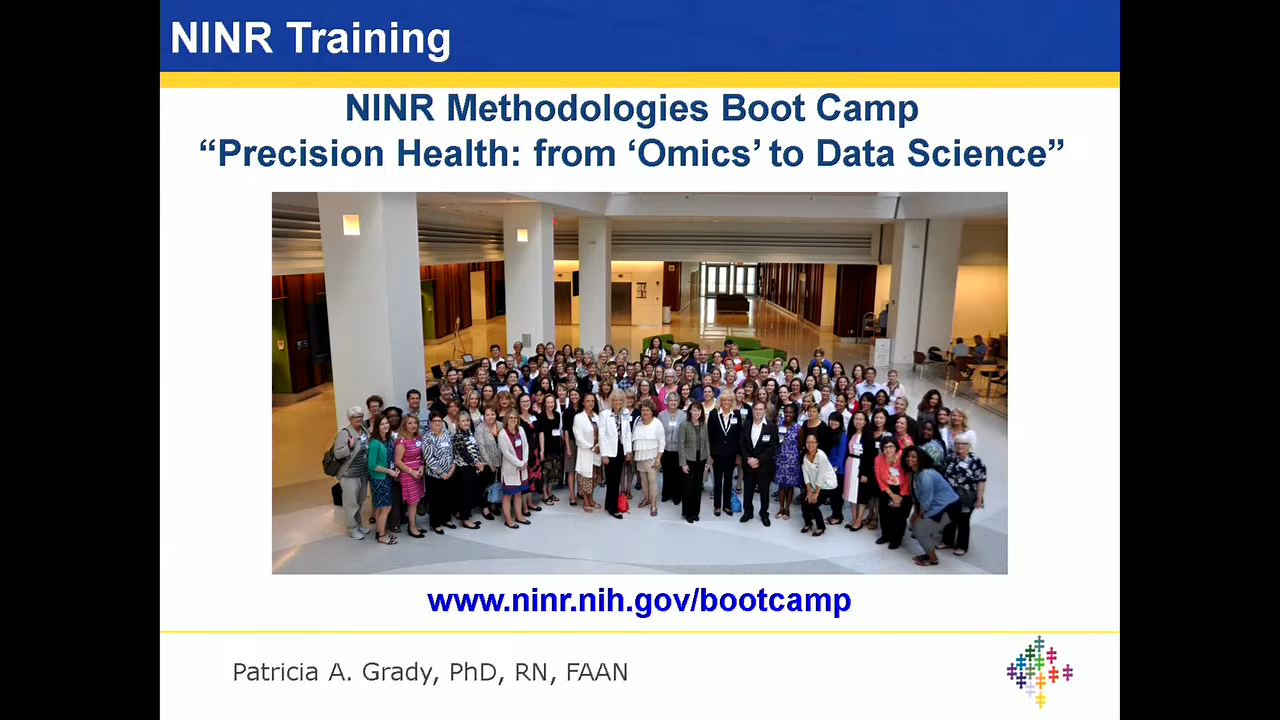 NINR Training
NINR Methodologies Boot Camp
“Precision Health: from ‘Omics’ to Data Science”
www.ninr.nih.gov/bootcamp
Patricia A. Grady, PhD, RN, FAAN